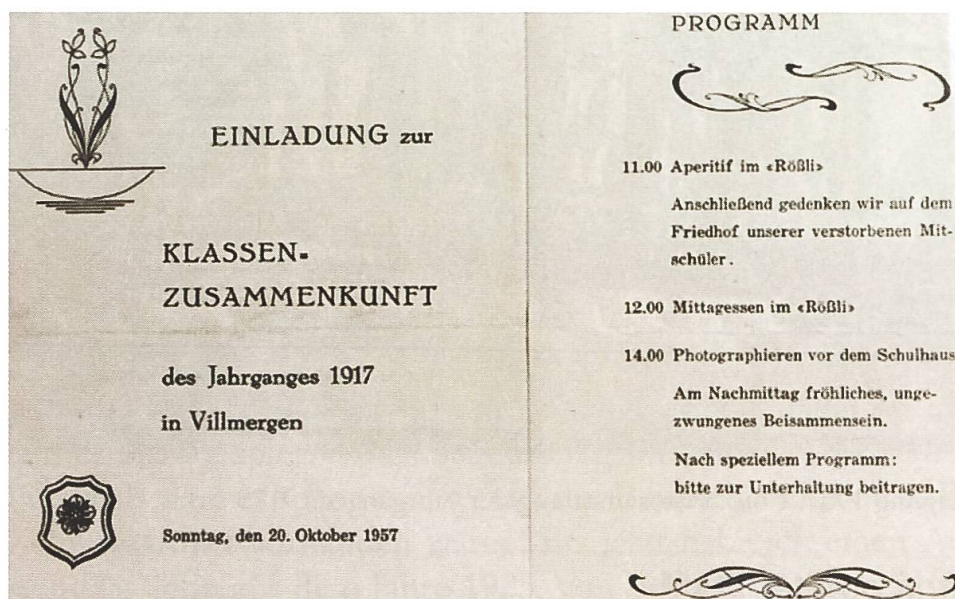 EINLADUNG zur
KLASSEN-
ZUSAMMENKUNFT
des Jahrganges 1917
in Villmergen
Sonntag, den 20. Oktober 1957
PROGRAMM
11.00 Aperitif im «Rößli»
Anschließend gedenken wir auf dem
Friedhof unserer verstorbenen Mit-
schüler.
12.00 Mittagessen im «Rößli»
14.00 Photographieren vor dem Schulhaus
Am Nachmittag fröhliches, unge-
zwungenes Beisammensein.
Nach speziellem Programm:
bitte zur Unterhaltung beitragen.